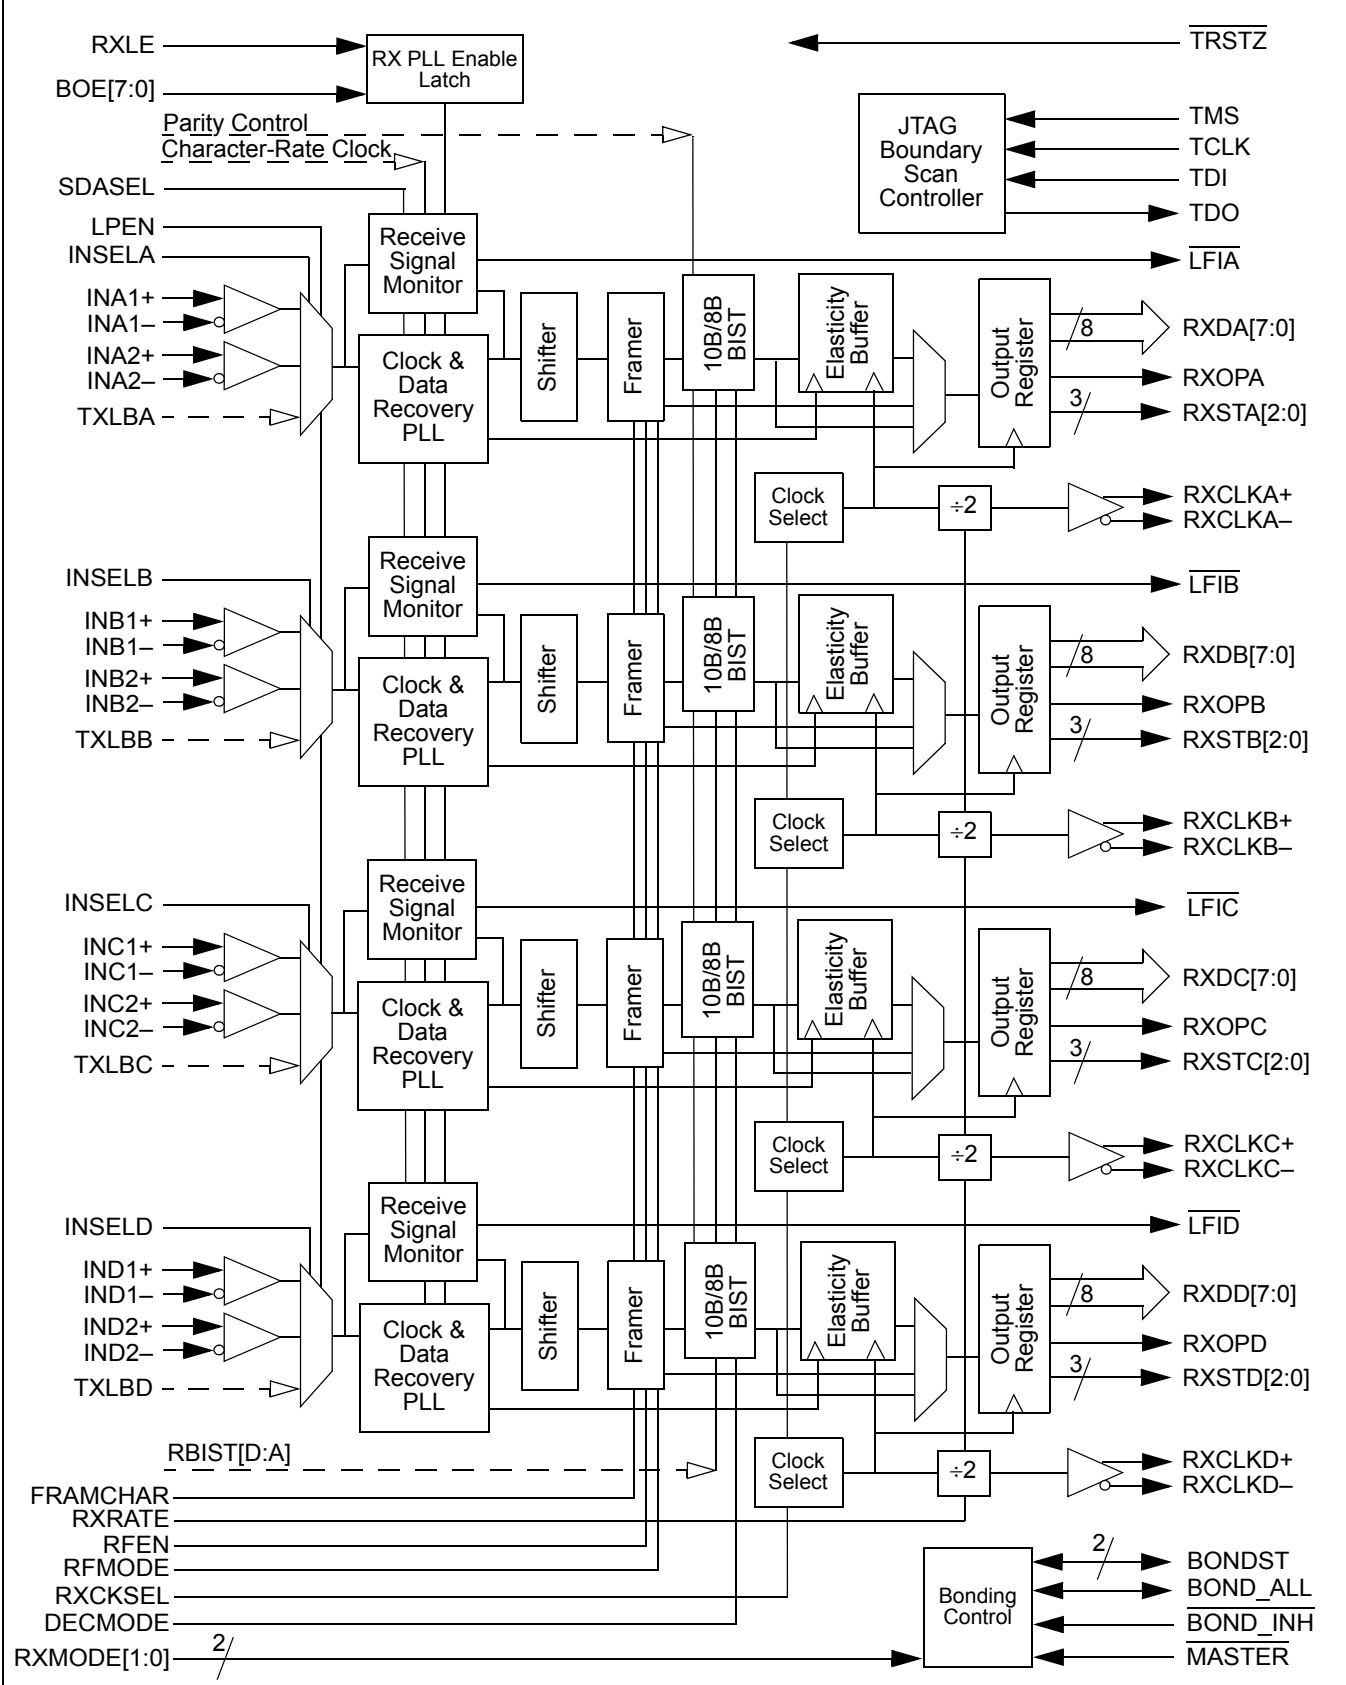 RXLE
BOE[7:0]
RX PLL Enable
Latch
TRSTZ
Parity Control
Character-Rate Clock
JTAG
Boundary
Scan
Controller
TMS
TCLK
TDI
TDO
SDASEL
LPEN
INSELA
INA1+
INA1–
INA2+
INA2–
TXLBA
Receive
Signal
Monitor
Clock &
Data
Recovery
PLL
Shifter
Framer
10B/8B
BIST
Elasticity
Buffer
Output
Register
LFIA
8
RXDA[7:0]
RXOPA
3
RXSTA[2:0]
Clock
Select
÷2
RXCLKA+
RXCLKA–
INSELB
INB1+
INB1–
INB2+
INB2–
TXLBB
Receive
Signal
Monitor
Clock &
Data
Recovery
PLL
Shifter
Framer
10B/8B
BIST
Elasticity
Buffer
Output
Register
LFIB
8
RXDB[7:0]
RXOPB
3
RXSTB[2:0]
Clock
Select
÷2
RXCLKB+
RXCLKB–
INSELC
INC1+
INC1–
INC2+
INC2–
TXLBC
Receive
Signal
Monitor
Clock &
Data
Recovery
PLL
Shifter
Framer
10B/8B
BIST
Elasticity
Buffer
Output
Register
LFIC
8
RXDC[7:0]
RXOPC
3
RXSTC[2:0]
Clock
Select
÷2
RXCLKC+
RXCLKC–
INSELD
IND1+
IND1–
IND2+
IND2–
TXLBD
Receive
Signal
Monitor
Clock &
Data
Recovery
PLL
Shifter
Framer
10B/8B
BIST
Elasticity
Buffer
Output
Register
LFID
8
RXDD[7:0]
RXOPD
3
RXSTD[2:0]
Clock
Select
÷2
RXCLKD+
RXCLKD–
RBIST[D:A]
FRAMCHAR
RXRATE
RFEN
RFMODE
RXCKSEL
DECMODE
RXMODE[1:0]
2
Bonding
Control
2
BONDST
BOND_ALL
BOND_INH
MASTER